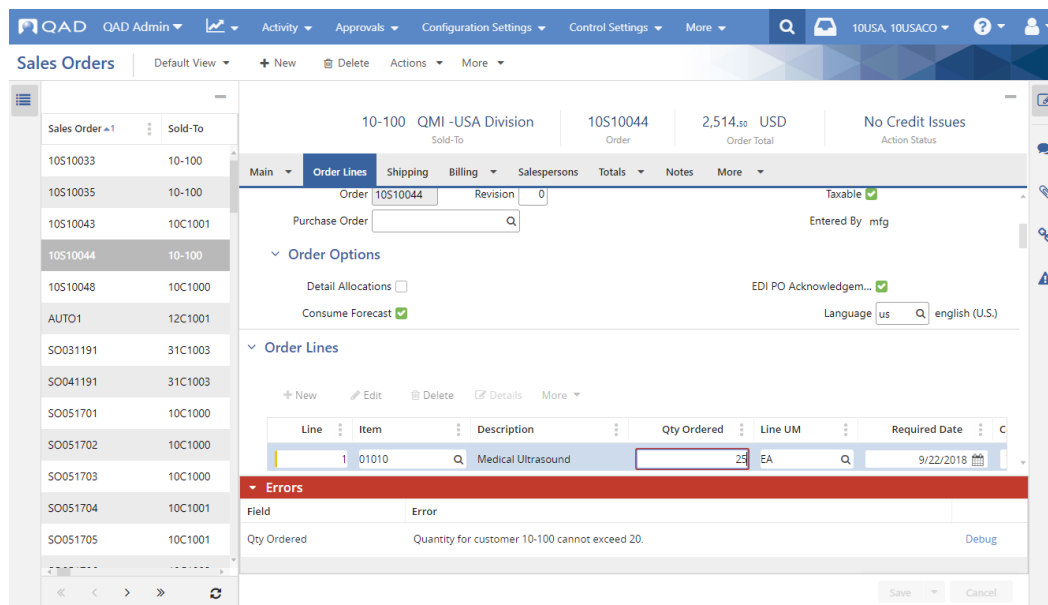 QAD QAD Admin Activity Approvals Configuration Settings Control Settings More 10USA, 10USACO
Sales Orders Default View New Delete Actions More
Sales Order 1 Sold-To
10S10033 10-100
10S10035 10-100
10S10043 10C1001
10S10044 10-100
10S10048 10C1000
AUTO1 12C1001
SO031191 31C1003
SO041191 31C1003
SO051701 10C1000
SO051702 10C1000
SO051703 10C1000
SO051704 10C1001
SO051705 10C1001
10-100 QMI -USA Division 10S10044 2,514.50 USD No Credit Issues
Sold-To Order Order Total Action Status
Main Order Lines Shipping Billing Salespersons Totals Notes More
Order 10S10044 Revision 0 Taxable
Purchase Order Entered By mfg
Order Options
Detail Allocations EDI PO Acknowledgem...
Consume Forecast Language us english (U.S.)
Order Lines
New Edit Delete Details More
Line Item Description Qty Ordered Line UM Required Date C
1 01010 Medical Ultrasound 25 EA 9/22/2018
Errors
Field Error
Qty Ordered Quantity for customer 10-100 cannot exceed 20. Debug
Save Cancel